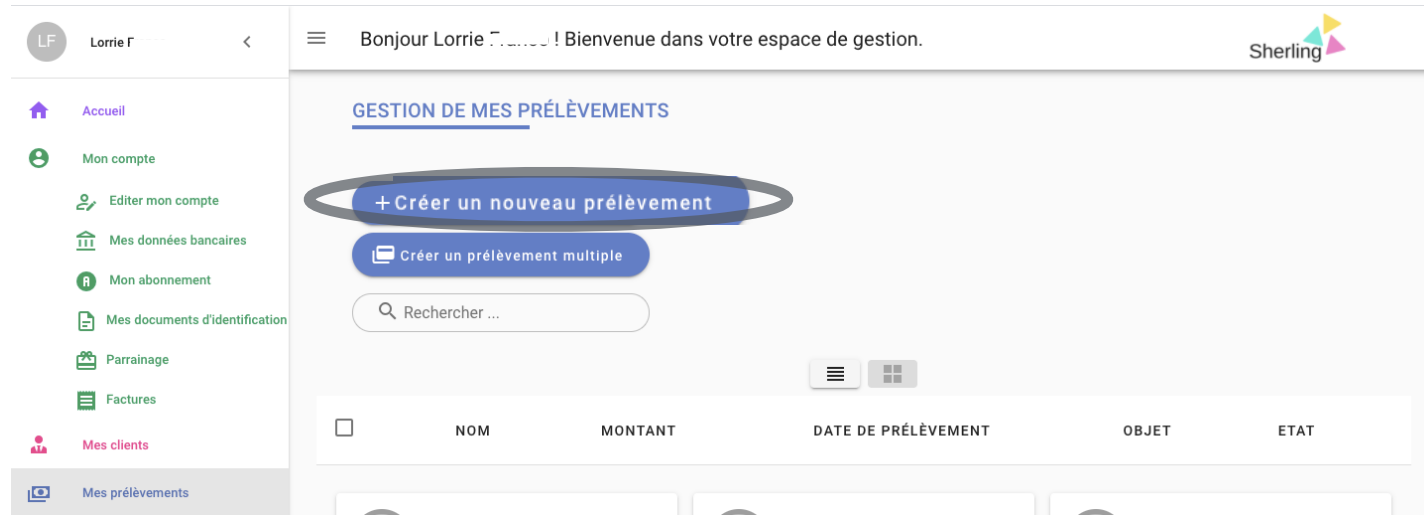 LF
Lorrie
Bonjour Lorrie ! Bienvenue dans votre espace de gestion.
Sherling
Accueil
Mon compte
Editer mon compte
Mes données bancaires
Mon abonnement
Mes documents d'identification
Parrainage
Factures
Mes clients
Mes prélèvements
GESTION DE MES PRÉLÈVEMENTS
+Créer un nouveau prélèvement
Créer un prélèvement multiple
Rechercher ...
NOM MONTANT DATE DE PRÉLÈVEMENT OBJET ETAT